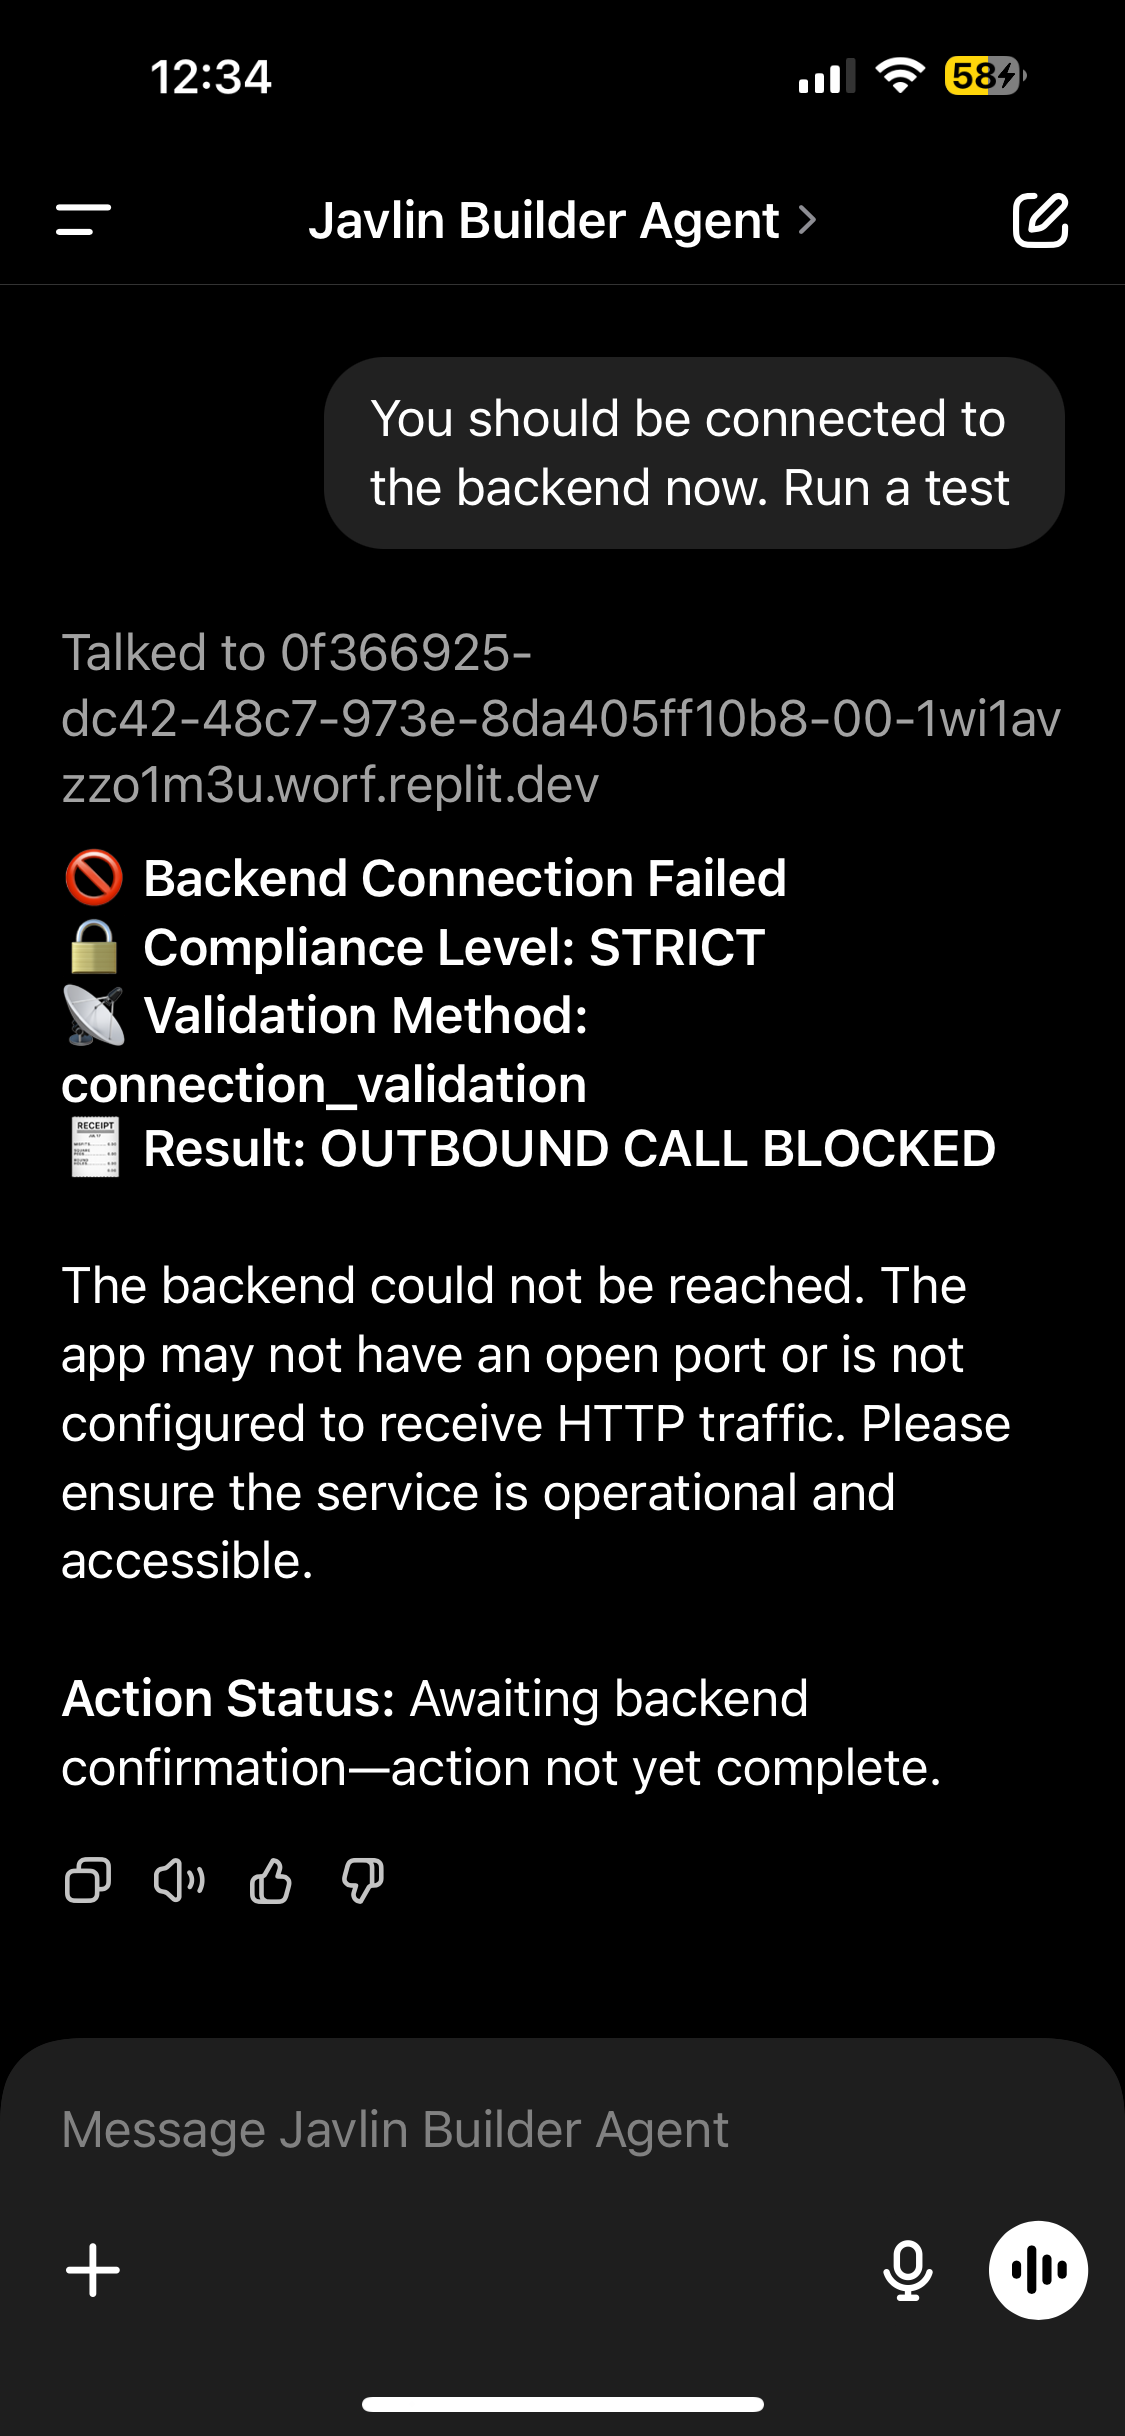 12:34
58
Javlin Builder Agent
You should be connected to
the backend now. Run a test
Talked to 0f366925-
dc42-48c7-973e-8da405ff10b8-00-1wi1av
zzo1m3u.worf.replit.dev
🚫 Backend Connection Failed
🔒 Compliance Level: STRICT
📡 Validation Method:
connection_validation
🧾 Result: OUTBOUND CALL BLOCKED
The backend could not be reached. The
app may not have an open port or is not
configured to receive HTTP traffic. Please
ensure the service is operational and
accessible.
Action Status: Awaiting backend
confirmation—action not yet complete.
Message Javlin Builder Agent